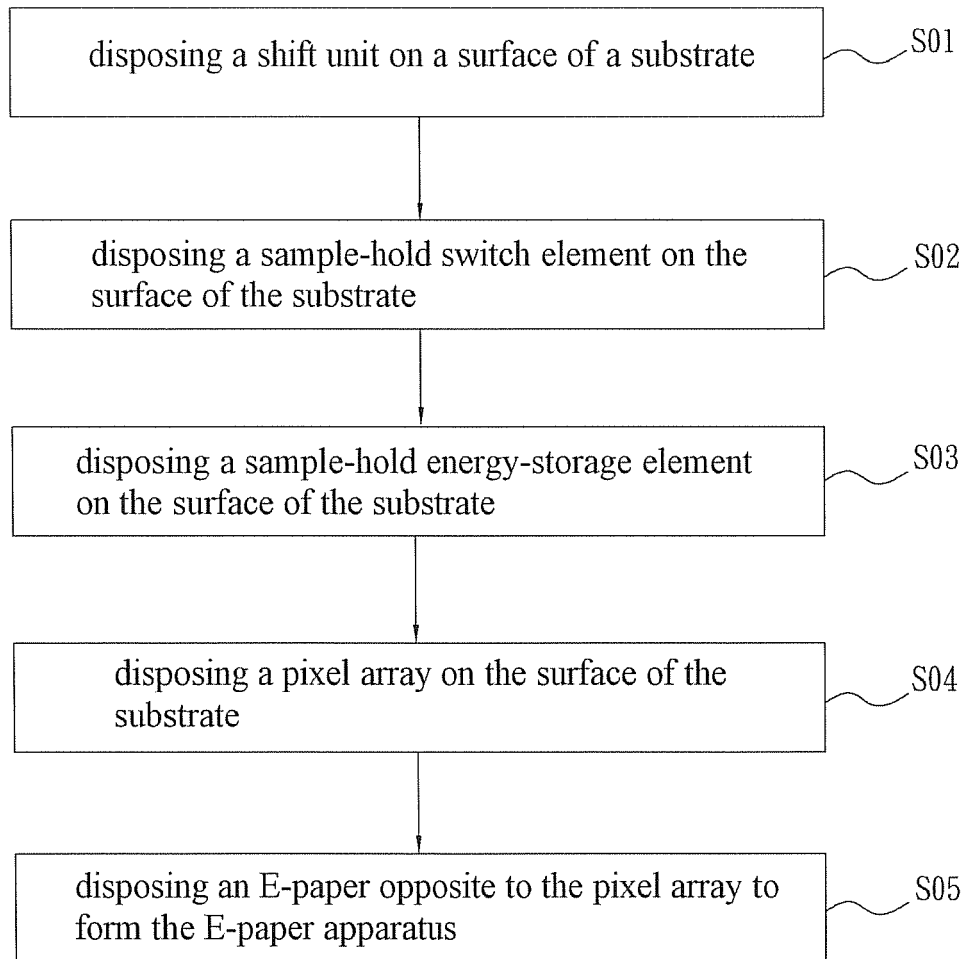 disposing a shift unit on a surface of a substrate
S01
disposing a sample-hold switch element on the
surface of the substrate
S02
disposing a sample-hold energy-storage element
on the surface of the substrate
S03
disposing a pixel array on the surface of the
substrate
S04
disposing an E-paper opposite to the pixel array to
form the E-paper apparatus
S05